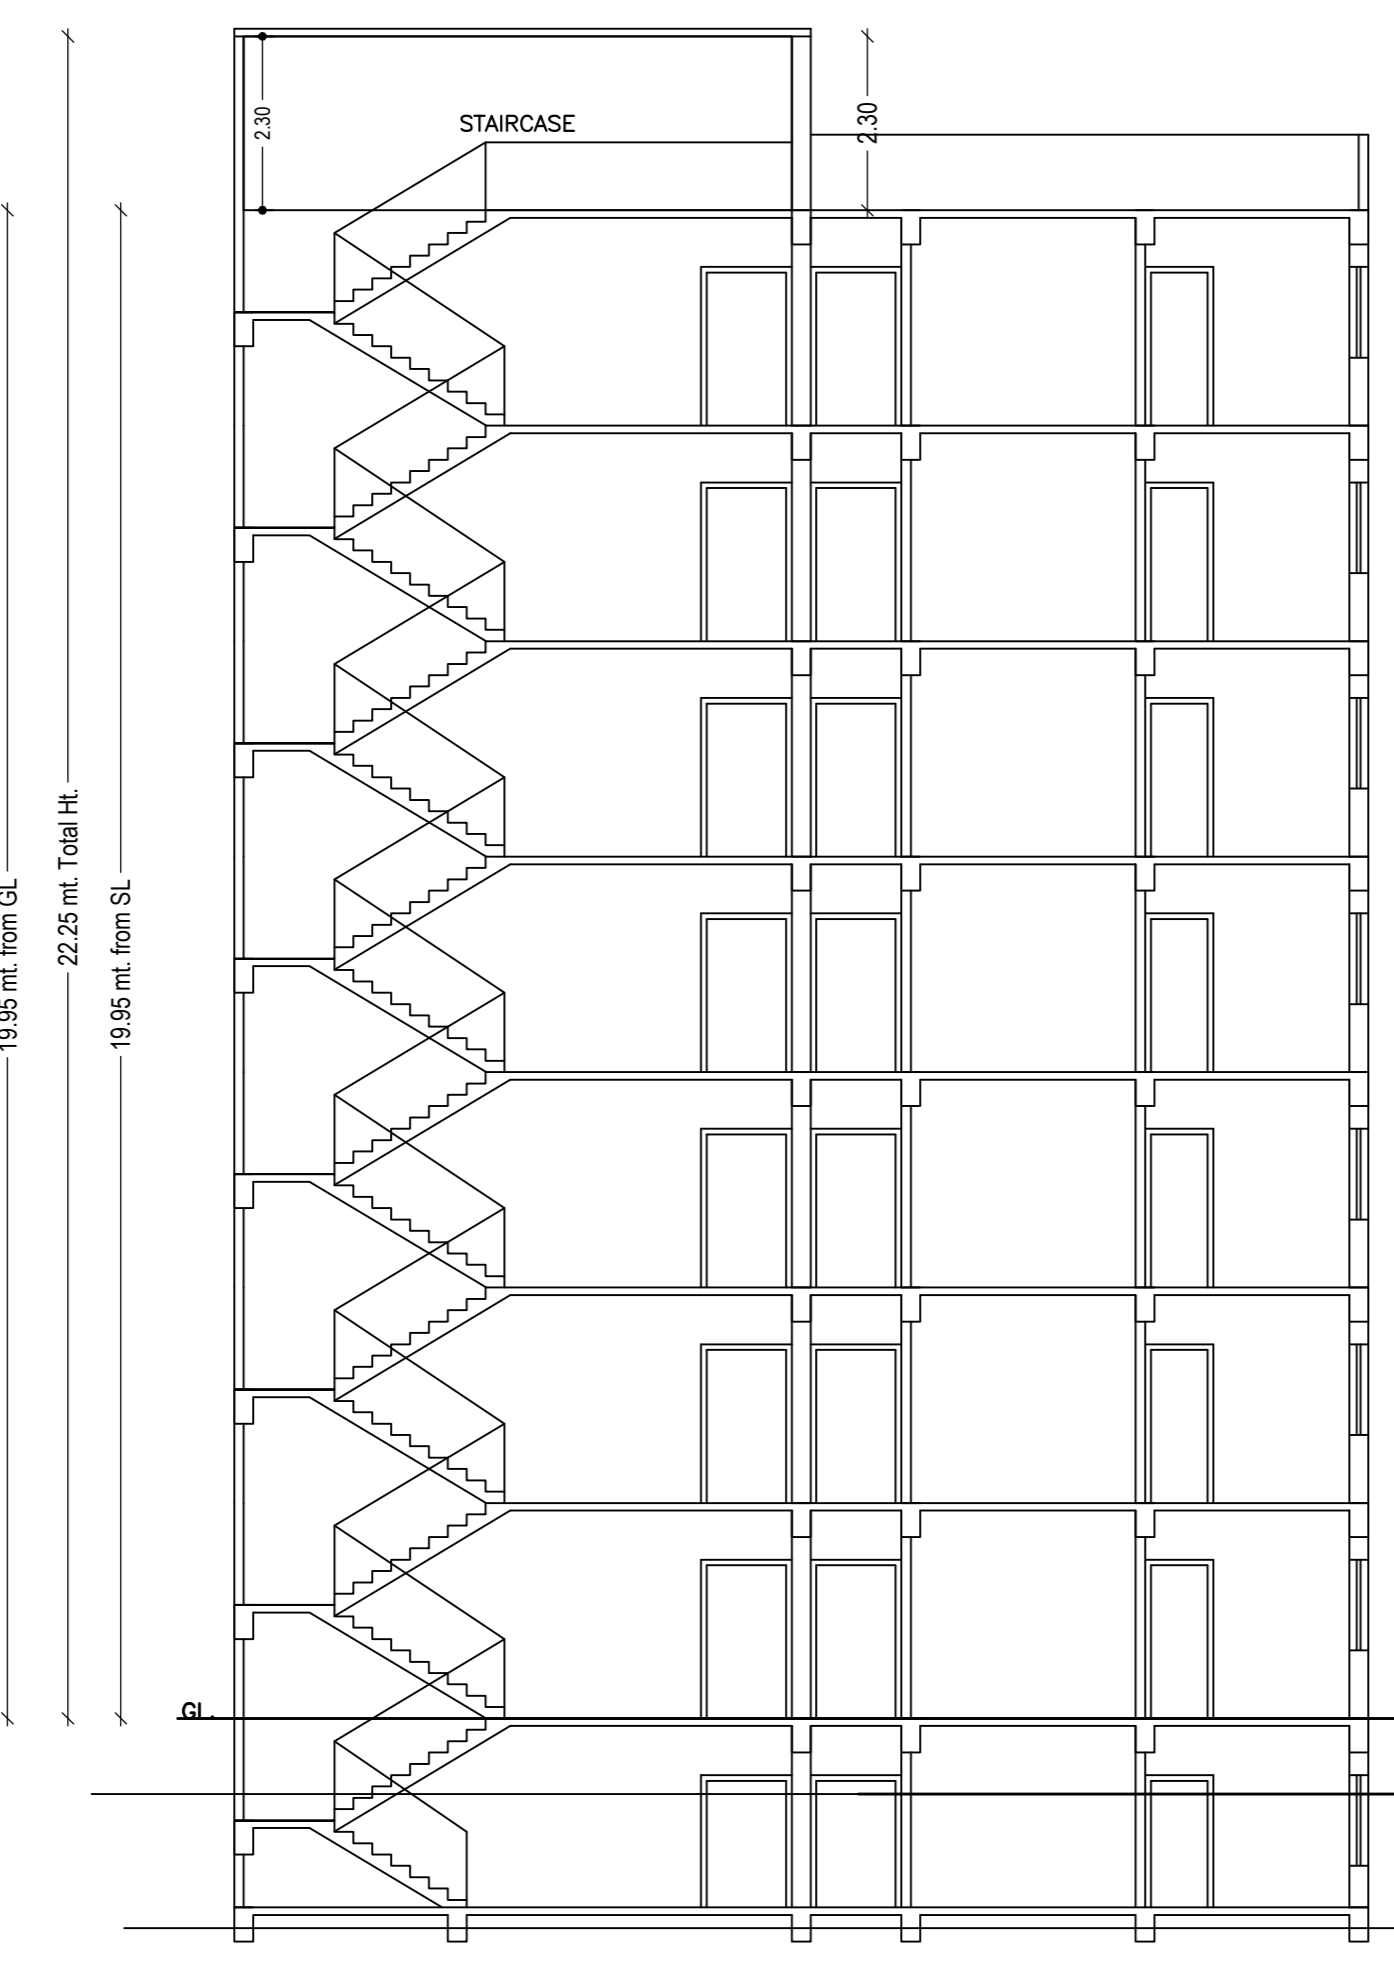 2.30
STAIRCASE
2.30
19.95 mt. from GL
22.25 mt. Total Ht.
19.95 mt. from SL
GL.